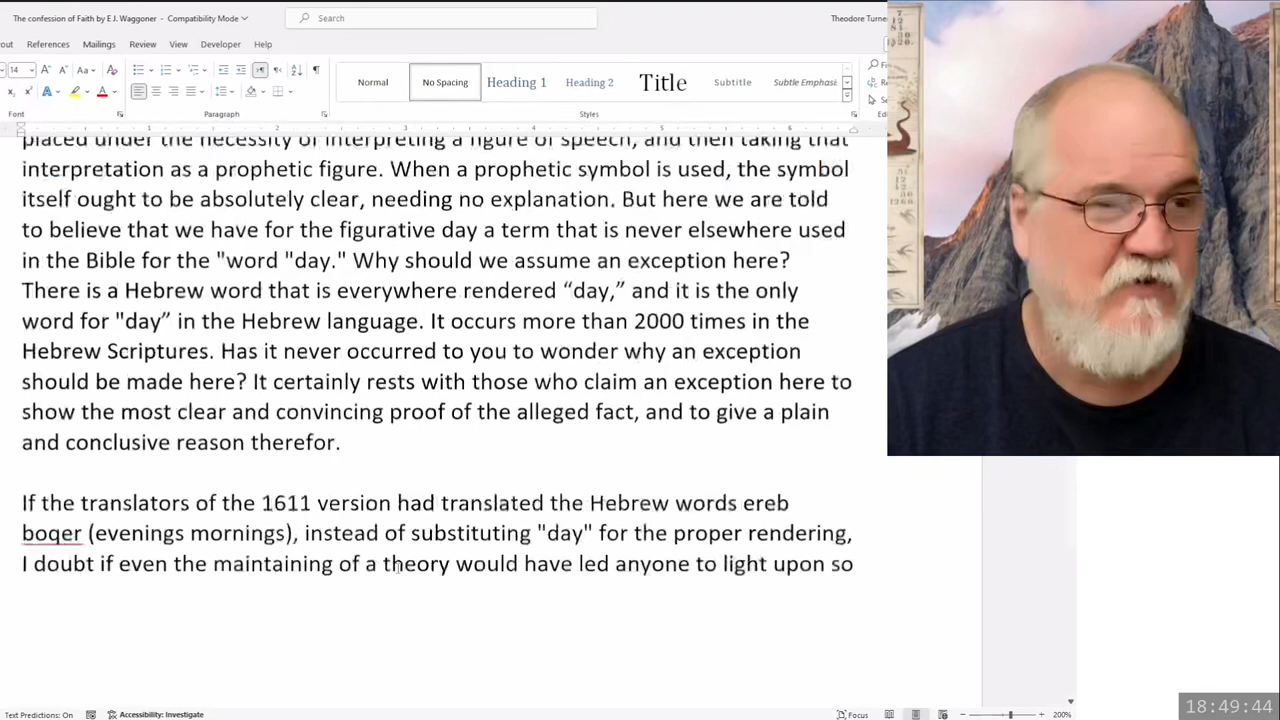 The confession of Faith by E J. Waggoner - Compatibility Mode
Search
Theodore Turner
out References Mailings Review View Developer Help
14
Aa
Normal
No Spacing
Heading 1
Heading 2
Title
Subtitle
Subtle Emphasis
Font
Paragraph
Styles
placed under the necessity of interpreting a figure of speech, and then taking that
interpretation as a prophetic figure. When a prophetic symbol is used, the symbol
itself ought to be absolutely clear, needing no explanation. But here we are told
to believe that we have for the figurative day a term that is never elsewhere used
in the Bible for the "word "day." Why should we assume an exception here?
There is a Hebrew word that is everywhere rendered “day,” and it is the only
word for "day” in the Hebrew language. It occurs more than 2000 times in the
Hebrew Scriptures. Has it never occurred to you to wonder why an exception
should be made here? It certainly rests with those who claim an exception here to
show the most clear and convincing proof of the alleged fact, and to give a plain
and conclusive reason therefor.
If the translators of the 1611 version had translated the Hebrew words ereb
boqer (evenings mornings), instead of substituting "day" for the proper rendering,
I doubt if even the maintaining of a theory would have led anyone to light upon so
Text Predictions: On
Accessibility: Investigate
Focus
200%
18:49:44